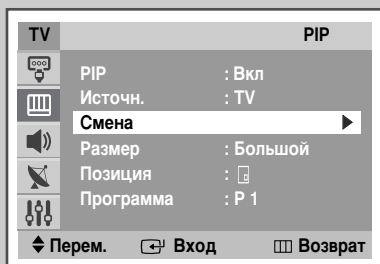 TV PIP
PIP : Вкл
Источн. : TV
Смена
Размер : Большой
Позиция :
Программа : P 1
Перем. Вход Возврат